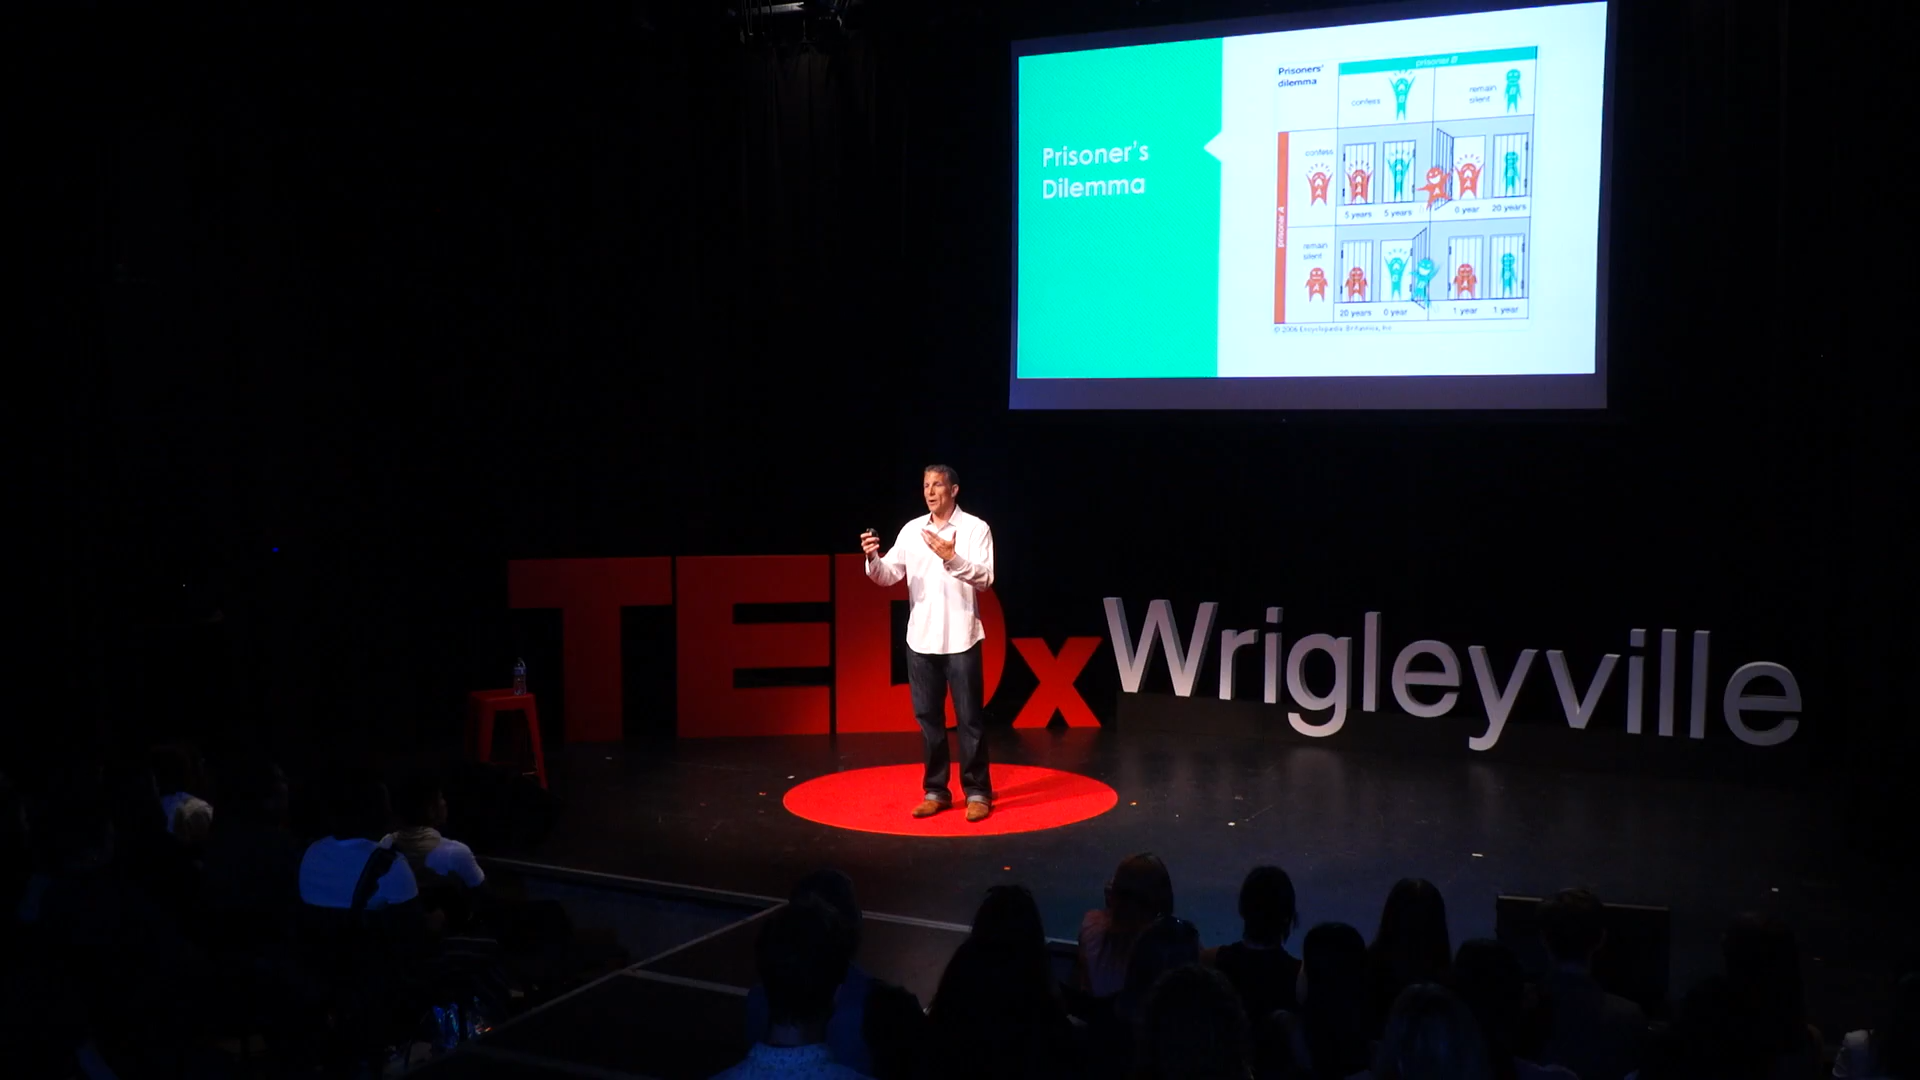 Prisoner's
Dilemma
Prisoners'
dilemma
prisoner B
confess
remain
silent
prisoner A
confess
5 years 5 years 0 year 20 years
remain
silent
20 years 0 year 1 year 1 year
© 2006 Encyclopædia Britannica, Inc.
TEDxWrigleyville